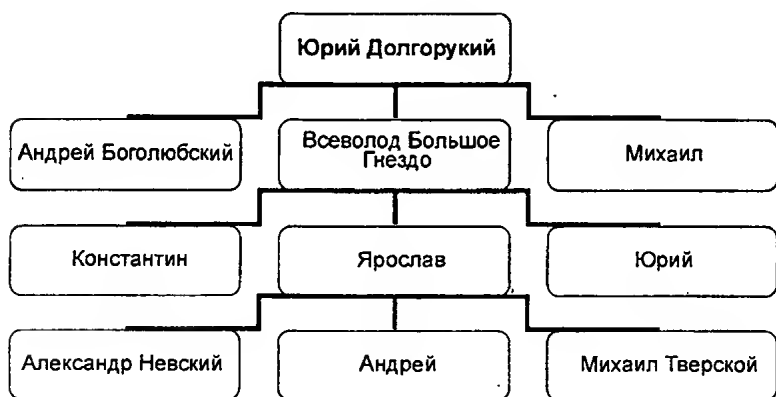 Юрий Долгорукий
Андрей Боголюбский
Всеволод Большое
Гнездо
Михаил
Константин
Ярослав
Юрий
Александр Невский
Андрей
Михаил Тверской